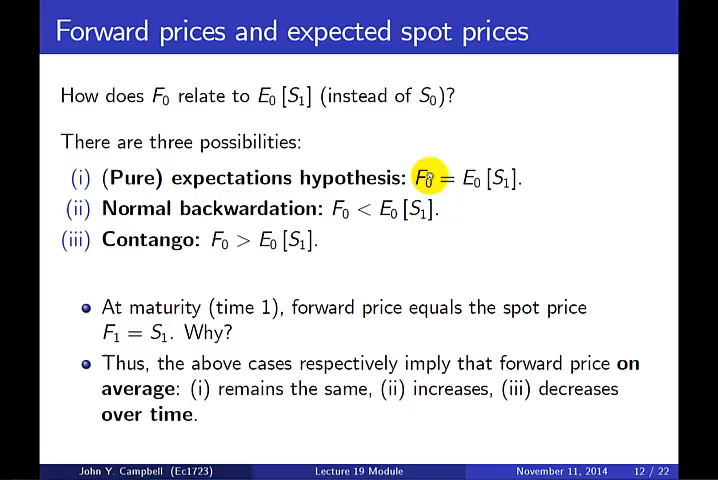 Forward prices and expected spot prices
How does F₀ relate to E₀ [S₁] (instead of S₀)?
There are three possibilities:
(i) (Pure) expectations hypothesis: F₀ = E₀ [S₁].
(ii) Normal backwardation: F₀ < E₀ [S₁].
(iii) Contango: F₀ > E₀ [S₁].
At maturity (time 1), forward price equals the spot price
F₁ = S₁. Why?
Thus, the above cases respectively imply that forward price on
average: (i) remains the same, (ii) increases, (iii) decreases
over time.
John Y. Campbell (Ec1723) Lecture 19 Module November 11, 2014 12 / 22